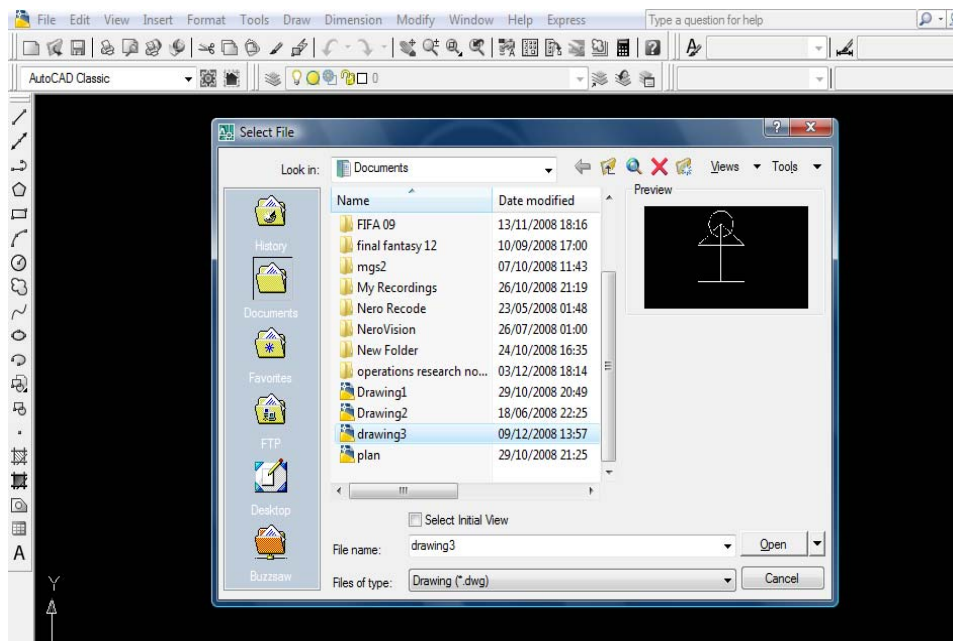 File Edit View Insert Format Tools Draw Dimension Modify Window Help Express Type a question for help
AutoCAD Classic 0
Select File
Look in: Documents Views Tools
Name Date modified Preview
FIFA 09 13/11/2008 18:16
final fantasy 12 10/09/2008 17:00
mgs2 07/10/2008 11:43
My Recordings 26/10/2008 21:19
Nero Recode 23/05/2008 01:48
NeroVision 26/07/2008 01:00
New Folder 24/10/2008 16:35
operations research no... 03/12/2008 18:14
Drawing1 29/10/2008 20:49
Drawing2 18/06/2008 22:25
drawing3 09/12/2008 13:57
plan 29/10/2008 21:25
History
Documents
Favorites
FTP
Desktop
Buzzsaw
Select Initial View
File name: drawing3 Open
Files of type: Drawing (*.dwg) Cancel
A
Y